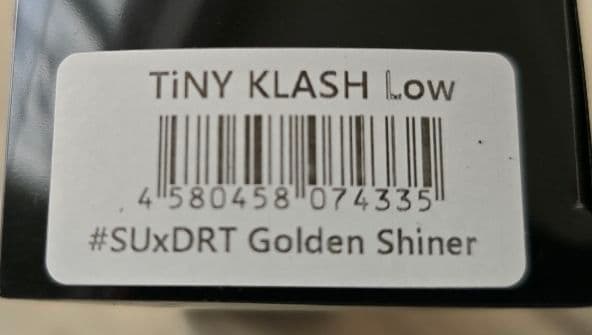 TiNY KLASH Low
4 580458 074335
#SUxDRT Golden Shiner